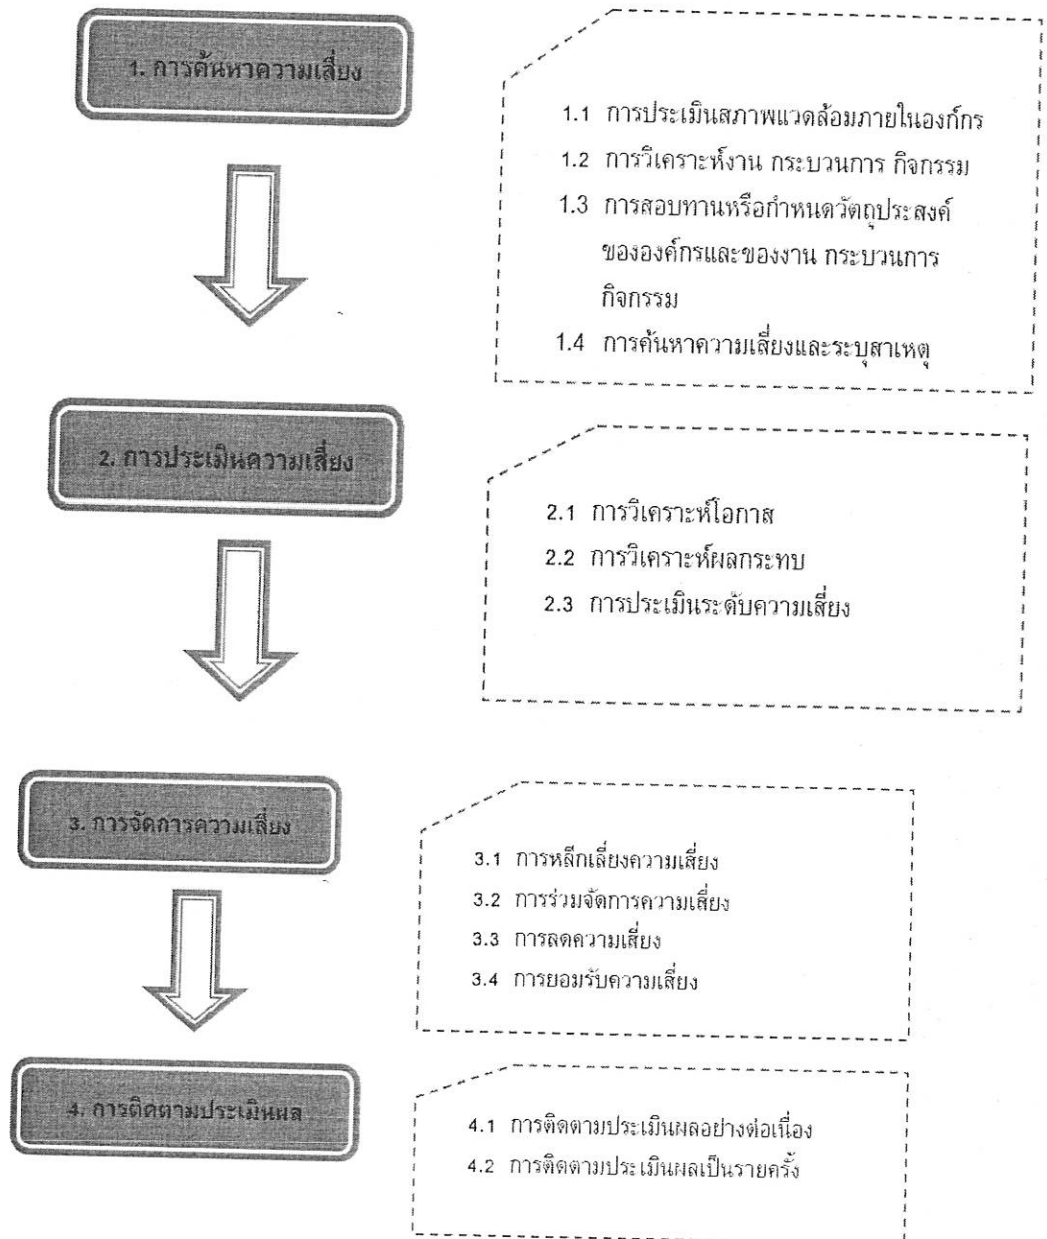 1. การค้นหาความเสี่ยง
1.1 การประเมินสภาพแวดล้อมภายในองก์กร
1.2 การวิเคราะห์งาน กระบวนการ กิจกรรม
1.3 การสอบทานหรือกำหนดวัตถุประสงค์
ขององค์กรและของงาน กระบวนการ
กิจกรรม
1.4 การค้นหาความเสี่ยงและระบุสาเหตุ
2. การประเมินความเสี่ยง
2.1 การวิเคราะห์โอกาส
2.2 การวิเคราะห์ผลกระทบ
2.3 การประเมินระดับความเสี่ยง
3. การจัดการความเสี่ยง
3.1 การหลีกเลี่ยงความเสี่ยง
3.2 การร่วมจัดการความเสี่ยง
3.3 การลดความเสี่ยง
3.4 การยอมรับความเสี่ยง
4. การติดตามประเมินผล
4.1 การติดตามประเมินผลอย่างต่อเนื่อง
4.2 การติดตามประเมินผลเป็นรายครั้ง